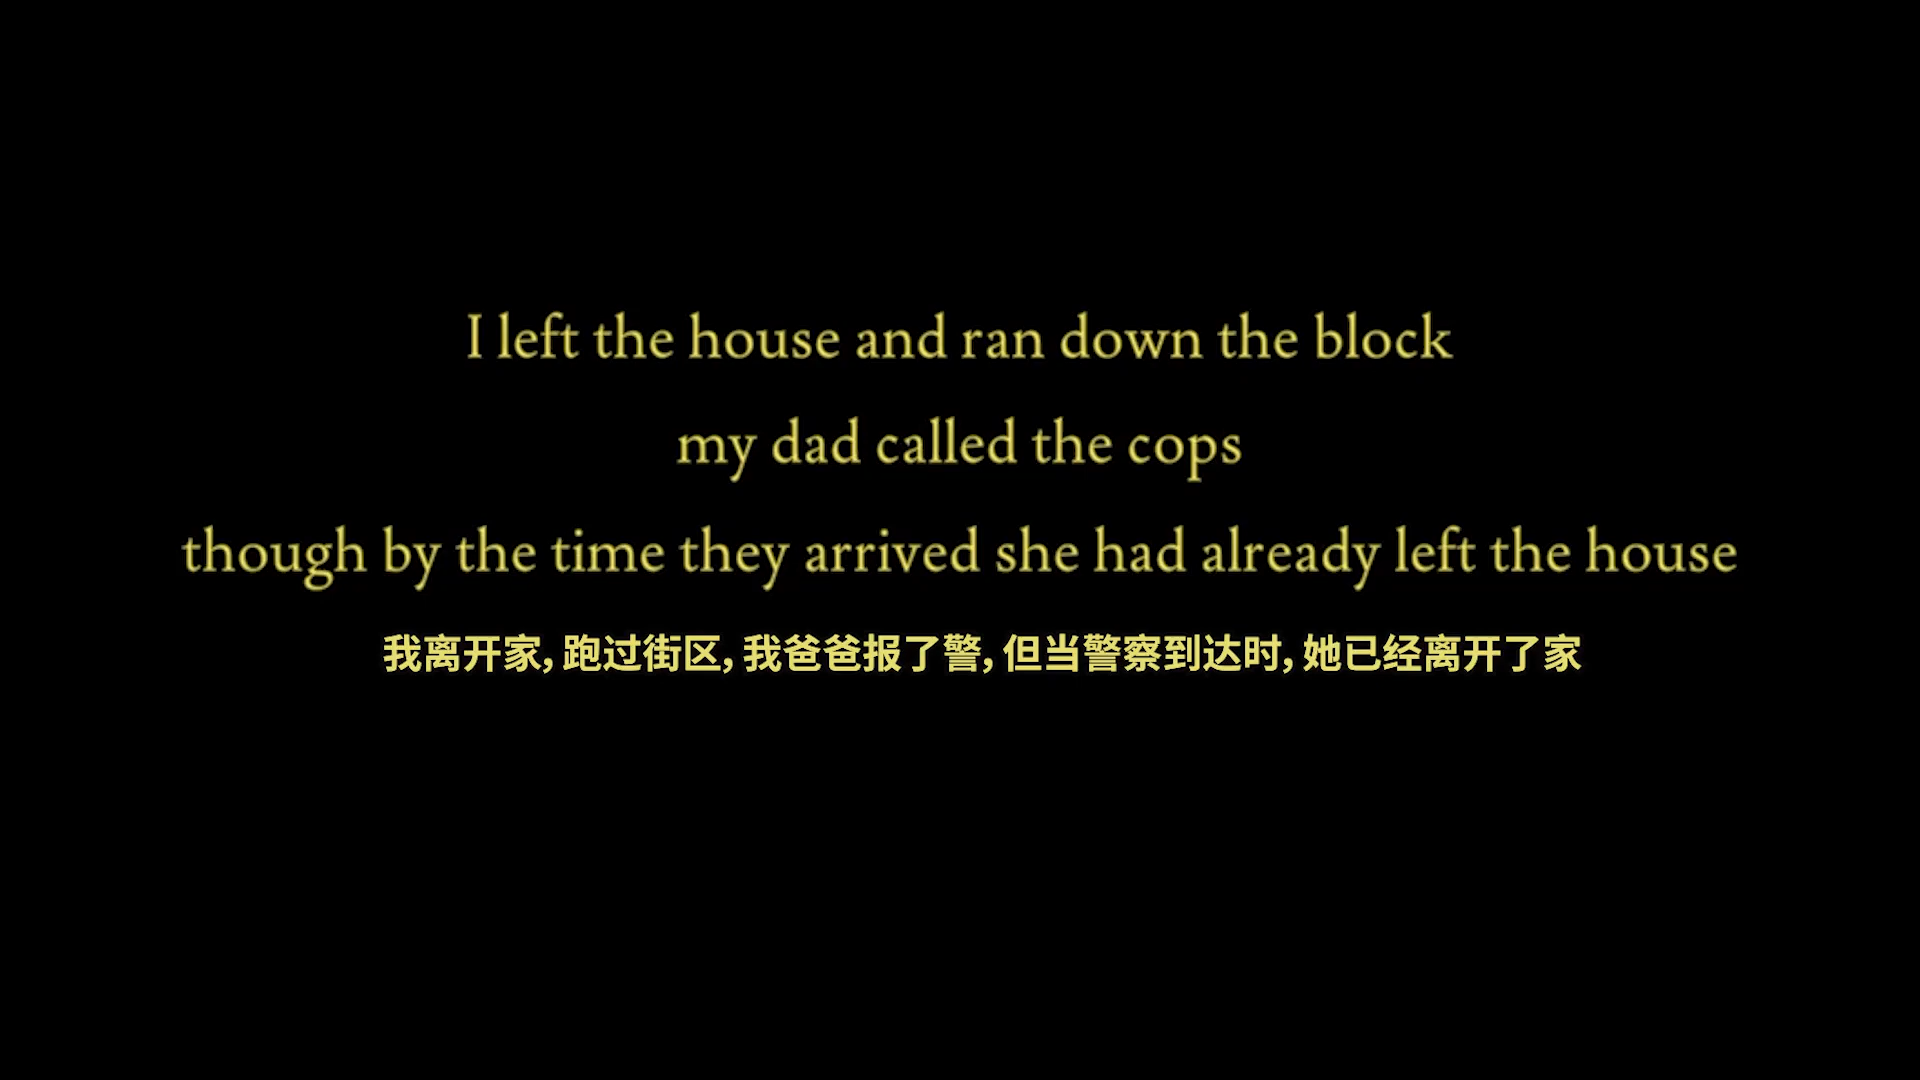 I left the house and ran down the block
my dad called the cops
though by the time they arrived she had already left the house
我离开家，跑过街区，我爸爸报了警，但当警察到达时，她已经离开了家